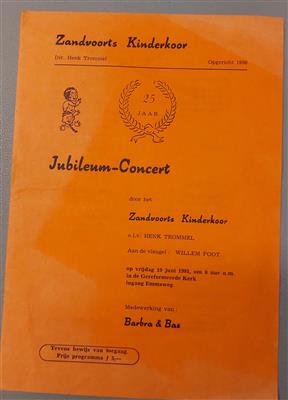 Zandvoorts Kinderkoor
Dir. Henk Trommel Opgericht 1956
25
JAAR
Jubileum-Concert
door het
Zandvoorts Kinderkoor
o.l.v. HENK TROMMEL
Aan de vleugel : WILLEM POOT
op vrijdag 19 juni 1981, om 8 uur n.m.
in de Gereformeerde Kerk
ingang Emmaweg.
Medewerking van :
Barbra & Bas
Tevens bewijs van toegang
Prijs programma ƒ 5,—